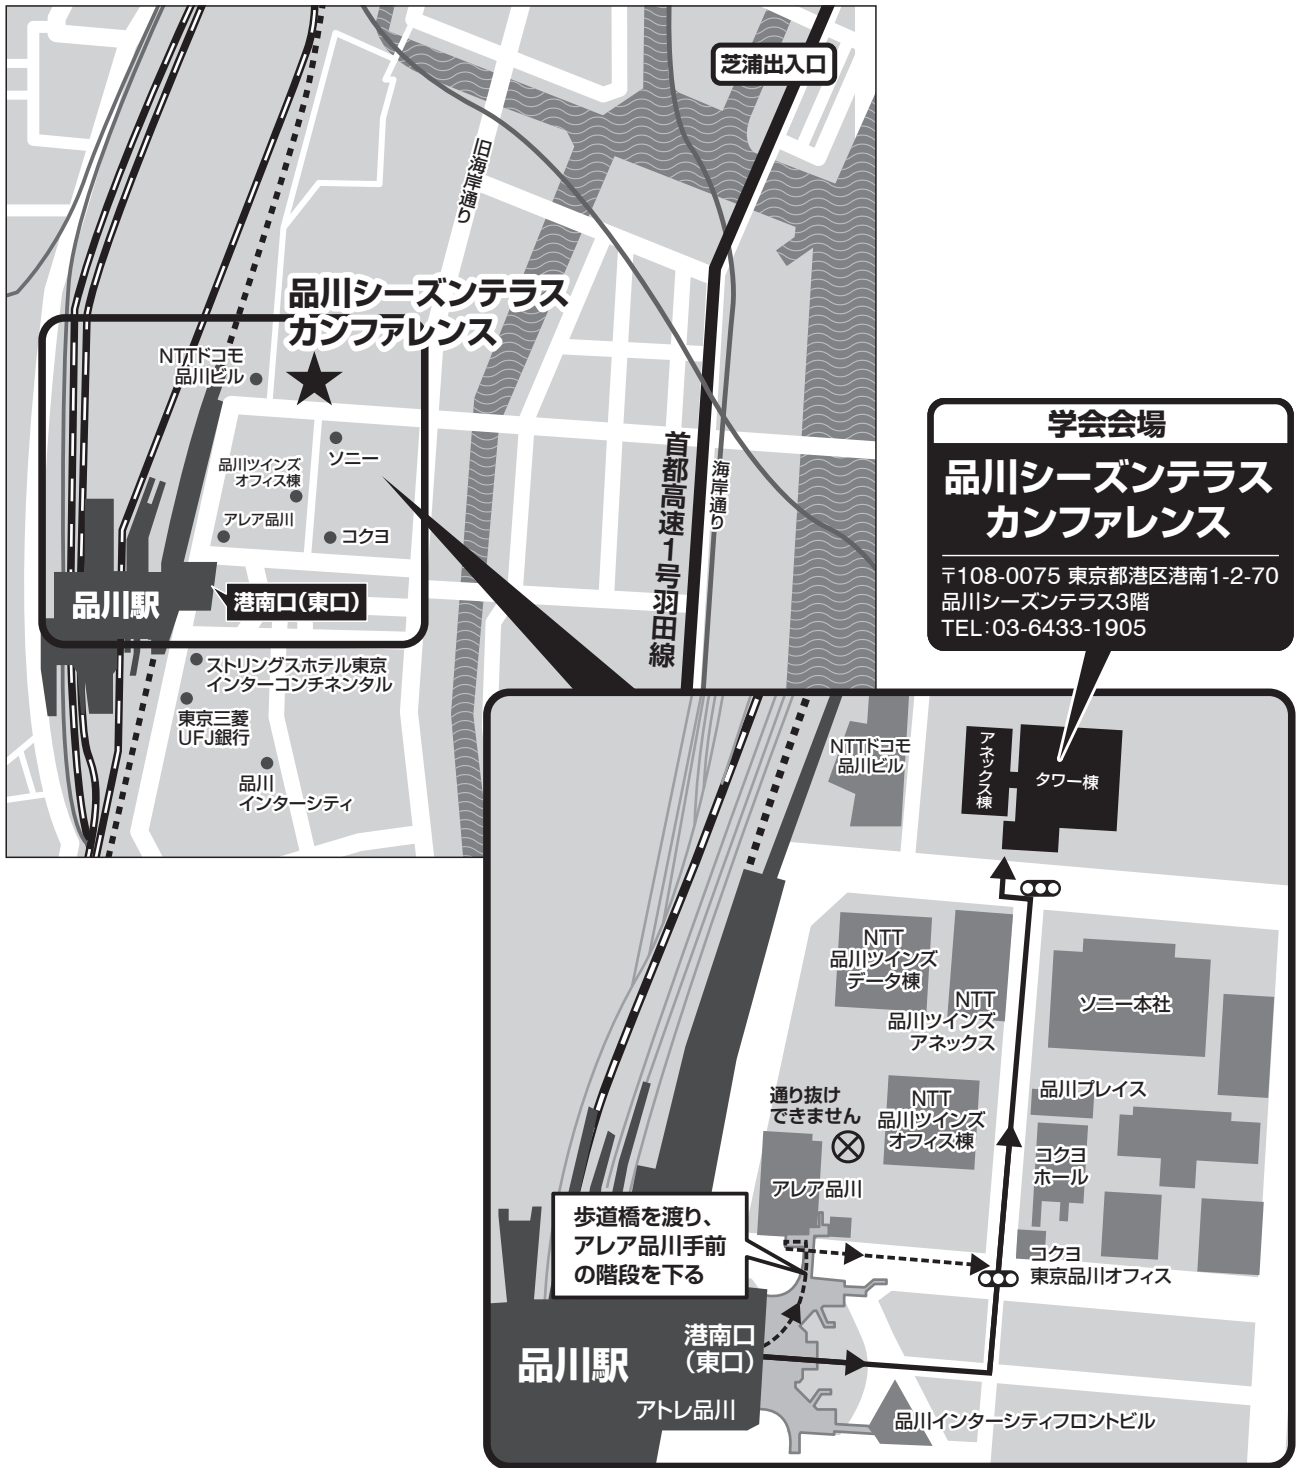 芝浦出入口
旧海岸通り
品川シーズンテラス
カンファレンス
NTTドコモ
品川ビル
ソニー
品川ツインズ
オフィス棟
アレア品川
コクヨ
首都高速1号羽田線
海岸通り
品川駅
港南口(東口)
ストリングスホテル東京
インターコンチネンタル
東京三菱
UFJ銀行
品川
インターシティ
学会会場
品川シーズンテラス
カンファレンス
〒108-0075 東京都港区港南1-2-70
品川シーズンテラス3階
TEL:03-6433-1905
NTTドコモ
品川ビル
アネックス棟
タワー棟
NTT
品川ツインズ
データ棟
NTT
品川ツインズ
アネックス
ソニー本社
通り抜け
できません
NTT
品川ツインズ
オフィス棟
品川プレイス
コクヨ
ホール
アレア品川
歩道橋を渡り、
アレア品川手前
の階段を下る
コクヨ
東京品川オフィス
港南口
(東口)
品川駅
アトレ品川
品川インターシティフロントビル